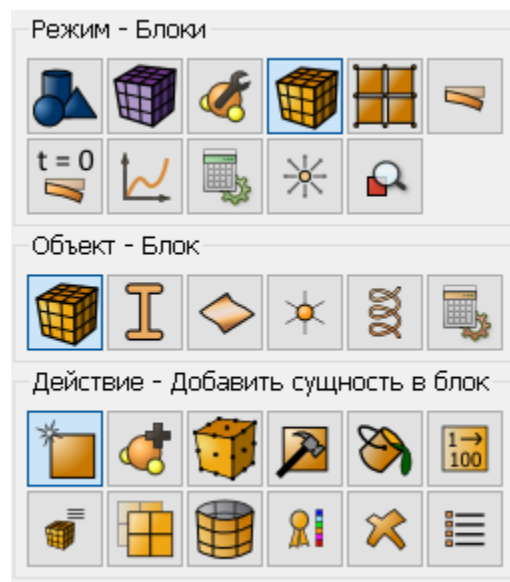 Режим - Блоки
t = 0
Объект - Блок
Действие - Добавить сущность в блок
1→
100